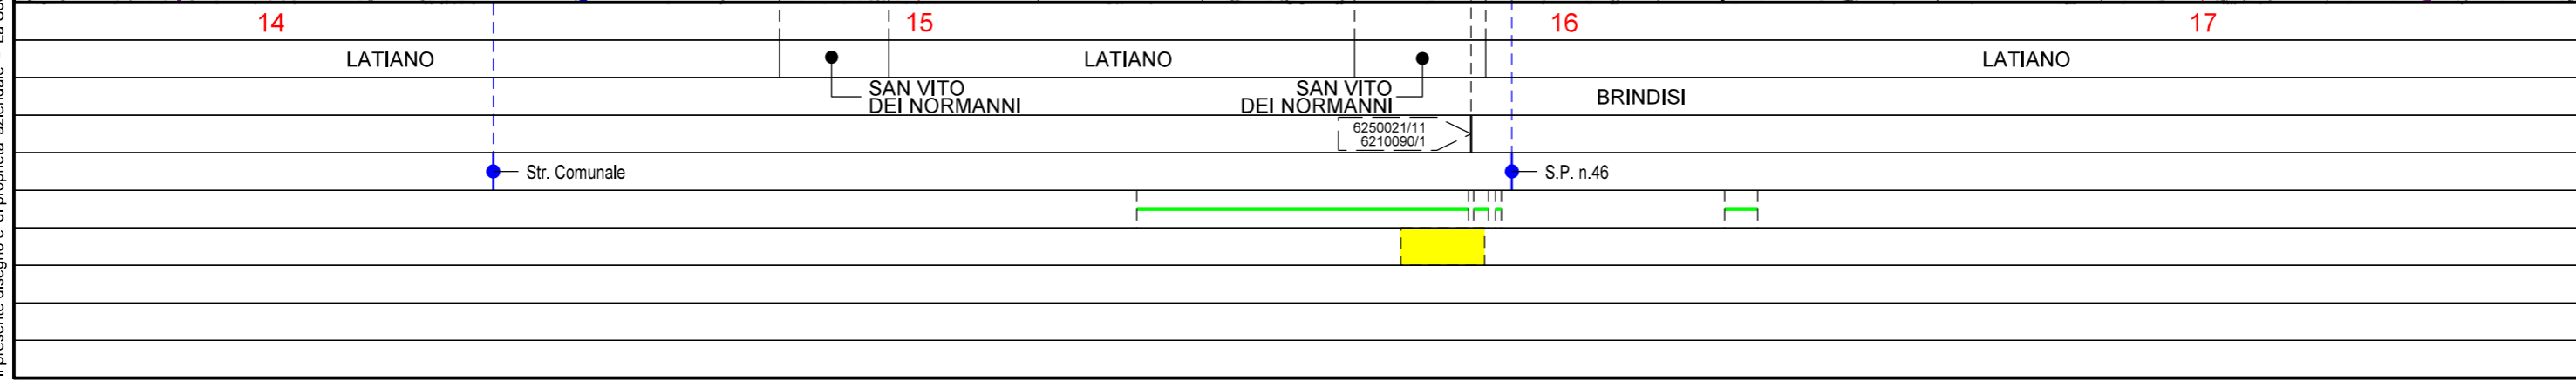 14
15
16
17
LATIANO
LATIANO
LATIANO
SAN VITO
DEI NORMANNI
SAN VITO
DEI NORMANNI
BRINDISI
6250021/11
6210090/1
Str. Comunale
S.P. n.46